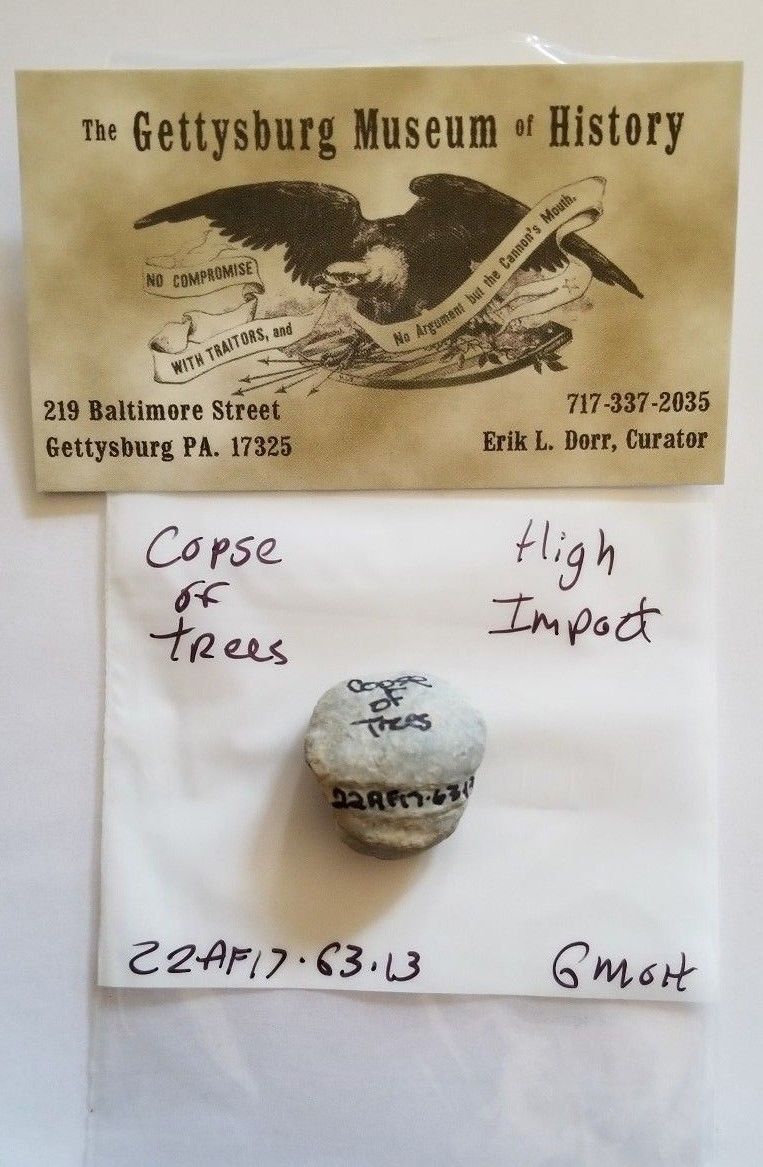 The Gettysburg Museum of History
NO COMPROMISE
WITH TRAITORS, and
No Argument but the Cannon's Mouth.
219 Baltimore Street
Gettysburg PA. 17325
717-337-2035
Erik L. Dorr, Curator
Copse
of
Trees
High
Impact
Copse
of
Trees
22AF17.6313
22AF17.63.13
GMOH